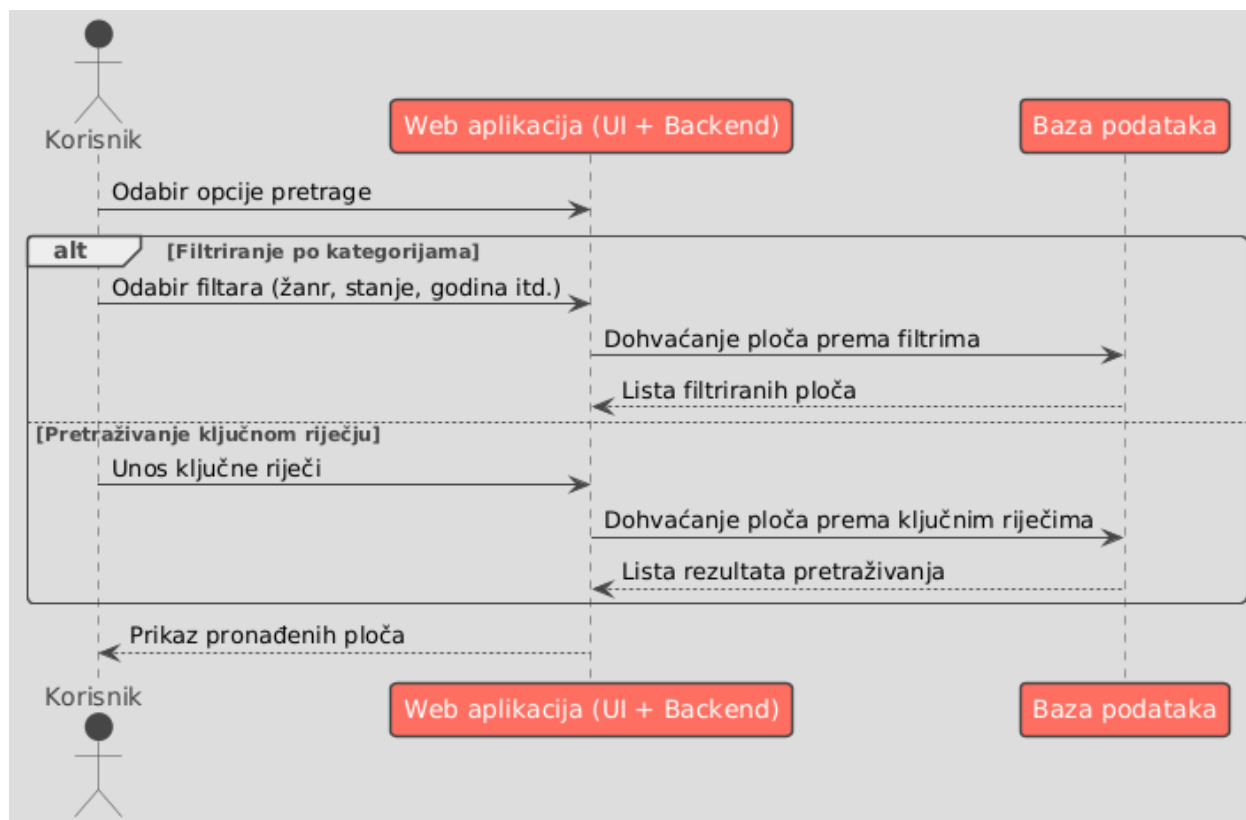 Korisnik
Web aplikacija (UI + Backend)
Baza podataka
Odabir opcije pretrage
alt
[Filtriranje po kategorijama]
Odabir filtara (žanr, stanje, godina itd.)
Dohvaćanje ploča prema filtrima
Lista filtriranih ploča
[Pretraživanje ključnom riječju]
Unos ključne riječi
Dohvaćanje ploča prema ključnim riječima
Lista rezultata pretraživanja
Prikaz pronađenih ploča
Korisnik
Web aplikacija (UI + Backend)
Baza podataka